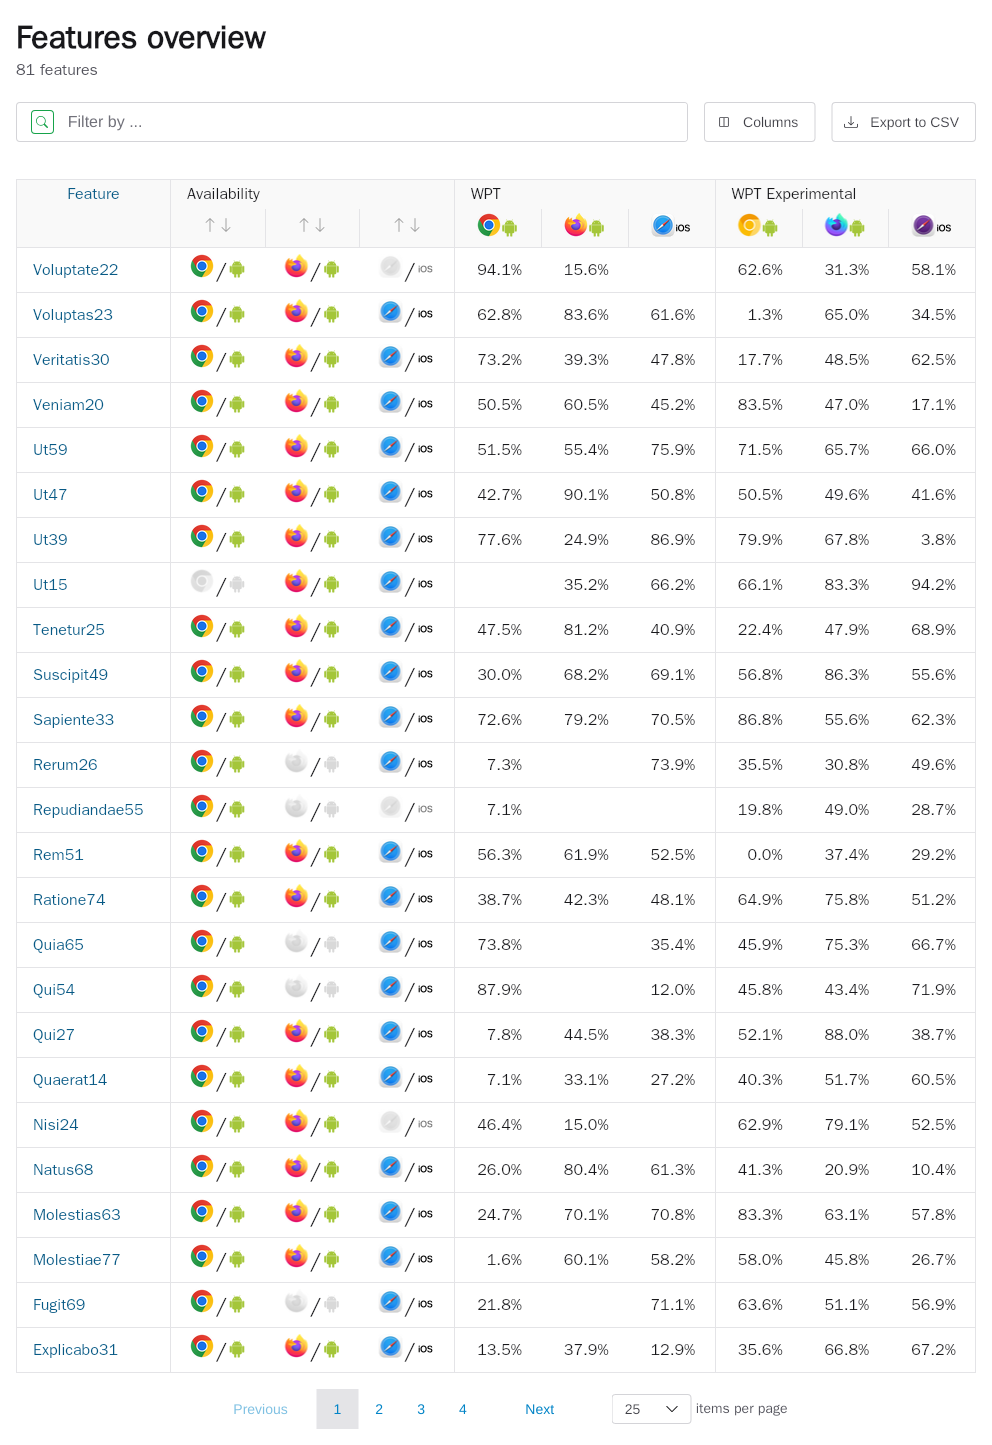 Features overview
81 features
Filter by ...
Columns
Export to CSV
Feature Availability WPT WPT Experimental
iOS iOS
Voluptate22 / / / iOS 94.1% 15.6% 62.6% 31.3% 58.1%
Voluptas23 / / / iOS 62.8% 83.6% 61.6% 1.3% 65.0% 34.5%
Veritatis30 / / / iOS 73.2% 39.3% 47.8% 17.7% 48.5% 62.5%
Veniam20 / / / iOS 50.5% 60.5% 45.2% 83.5% 47.0% 17.1%
Ut59 / / / iOS 51.5% 55.4% 75.9% 71.5% 65.7% 66.0%
Ut47 / / / iOS 42.7% 90.1% 50.8% 50.5% 49.6% 41.6%
Ut39 / / / iOS 77.6% 24.9% 86.9% 79.9% 67.8% 3.8%
Ut15 / / / iOS 35.2% 66.2% 66.1% 83.3% 94.2%
Tenetur25 / / / iOS 47.5% 81.2% 40.9% 22.4% 47.9% 68.9%
Suscipit49 / / / iOS 30.0% 68.2% 69.1% 56.8% 86.3% 55.6%
Sapiente33 / / / iOS 72.6% 79.2% 70.5% 86.8% 55.6% 62.3%
Rerum26 / / / iOS 7.3% 73.9% 35.5% 30.8% 49.6%
Repudiandae55 / / / iOS 7.1% 19.8% 49.0% 28.7%
Rem51 / / / iOS 56.3% 61.9% 52.5% 0.0% 37.4% 29.2%
Ratione74 / / / iOS 38.7% 42.3% 48.1% 64.9% 75.8% 51.2%
Quia65 / / / iOS 73.8% 35.4% 45.9% 75.3% 66.7%
Qui54 / / / iOS 87.9% 12.0% 45.8% 43.4% 71.9%
Qui27 / / / iOS 7.8% 44.5% 38.3% 52.1% 88.0% 38.7%
Quaerat14 / / / iOS 7.1% 33.1% 27.2% 40.3% 51.7% 60.5%
Nisi24 / / / iOS 46.4% 15.0% 62.9% 79.1% 52.5%
Natus68 / / / iOS 26.0% 80.4% 61.3% 41.3% 20.9% 10.4%
Molestias63 / / / iOS 24.7% 70.1% 70.8% 83.3% 63.1% 57.8%
Molestiae77 / / / iOS 1.6% 60.1% 58.2% 58.0% 45.8% 26.7%
Fugit69 / / / iOS 21.8% 71.1% 63.6% 51.1% 56.9%
Explicabo31 / / / iOS 13.5% 37.9% 12.9% 35.6% 66.8% 67.2%
Previous 1 2 3 4 Next 25 items per page